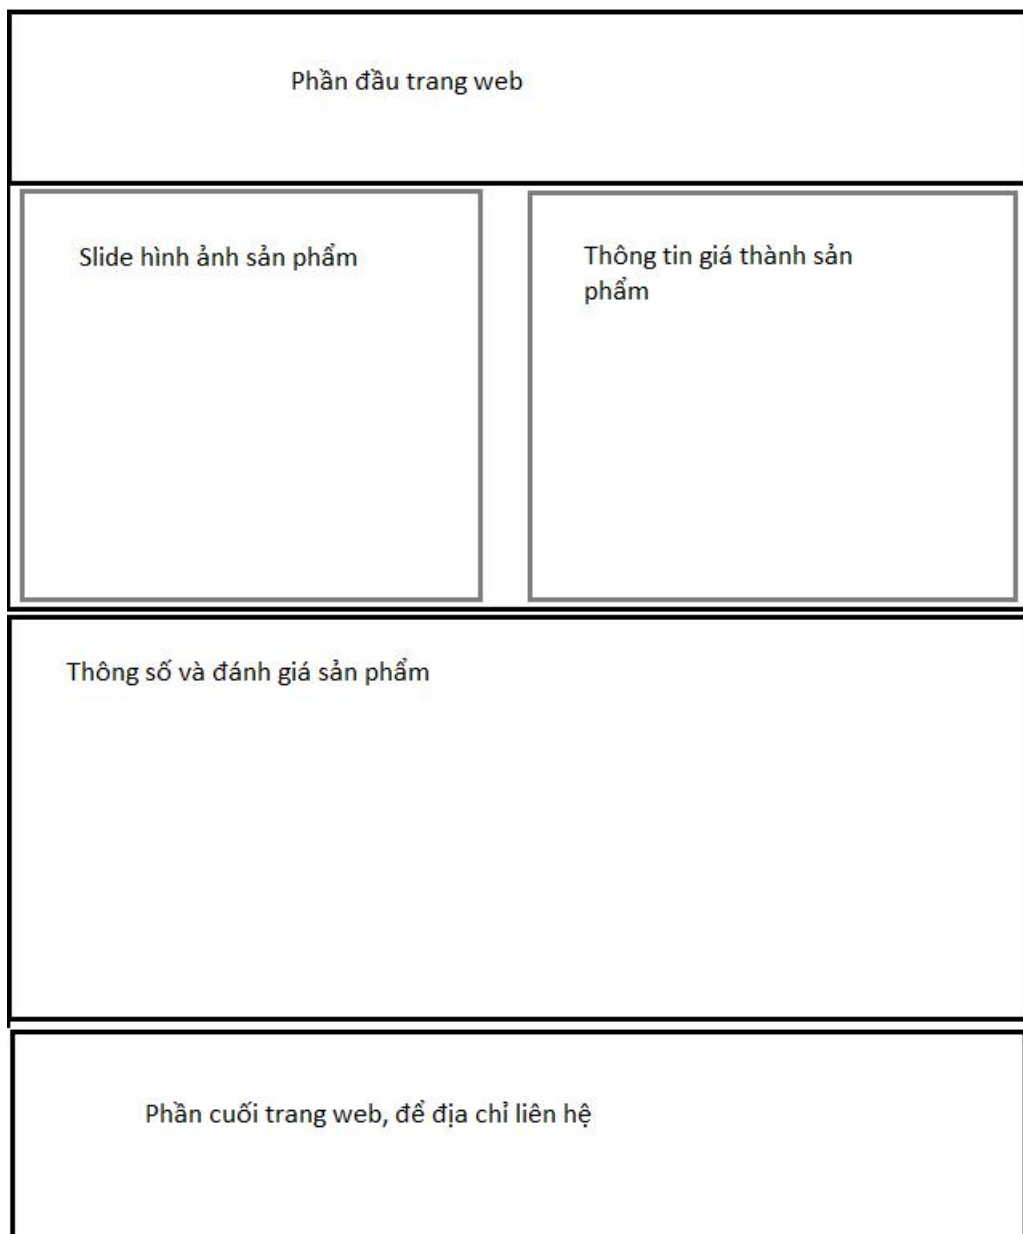 Phần đầu trang web
Slide hình ảnh sản phẩm
Thông tin giá thành sản
phẩm
Thông số và đánh giá sản phẩm
Phần cuối trang web, để địa chỉ liên hệ